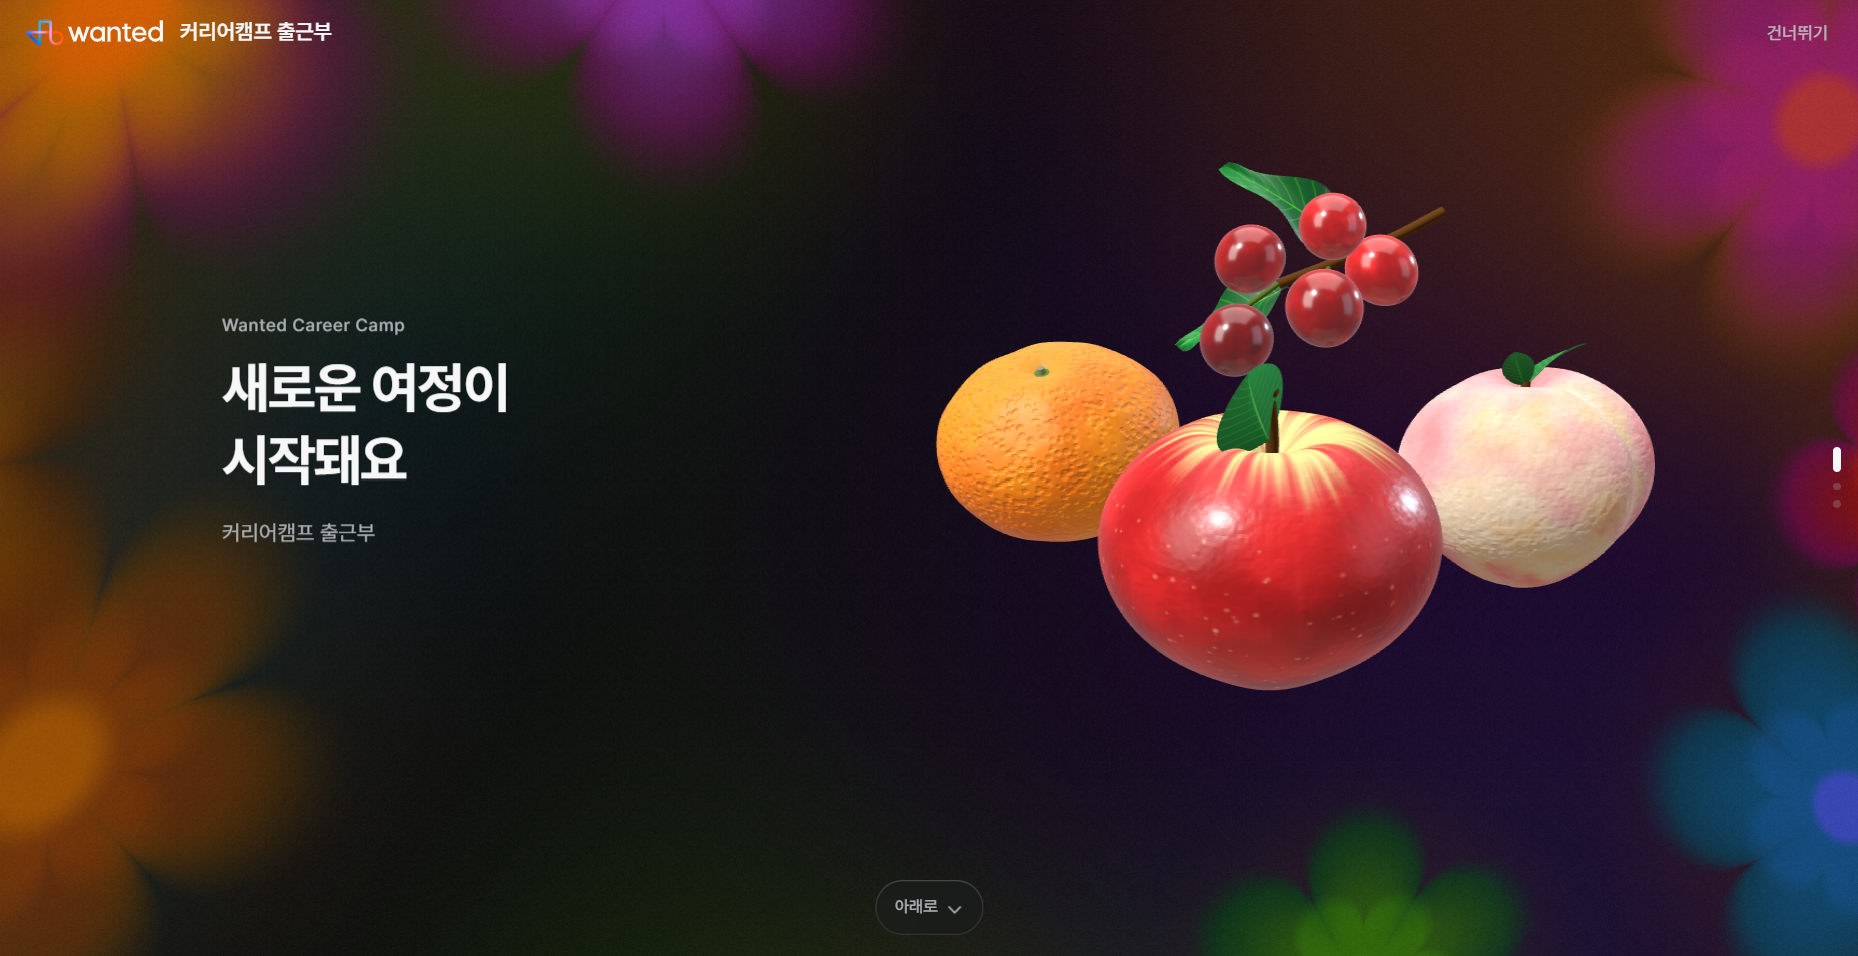 wanted 커리어캠프 출근부
건너뛰기
Wanted Career Camp
새로운 여정이
시작돼요
커리어캠프 출근부
아래로